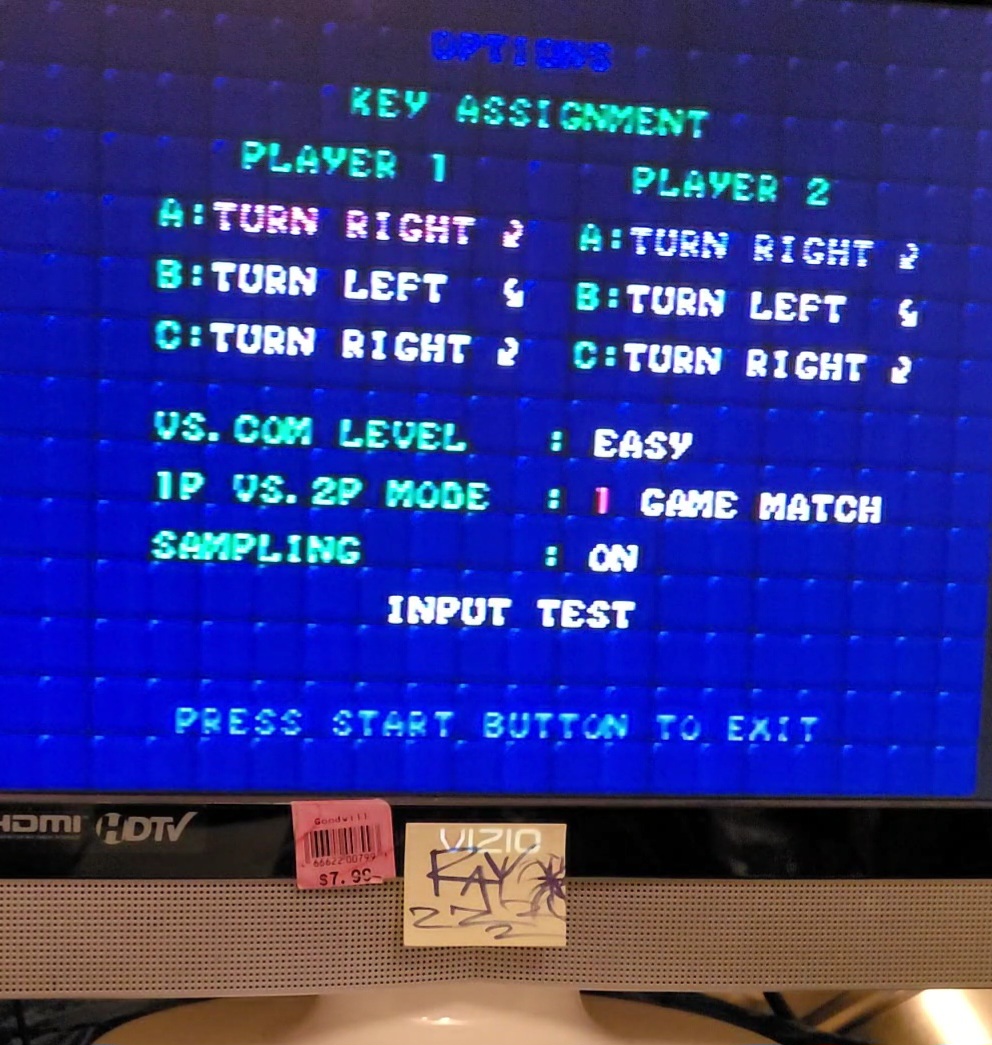 OPTIONS
KEY ASSIGNMENT
PLAYER 1 PLAYER 2
A:TURN RIGHT A:TURN RIGHT
B:TURN LEFT B:TURN LEFT
C:TURN RIGHT C:TURN RIGHT
VS.COM LEVEL : EASY
1P VS.2P MODE : 1 GAME MATCH
SAMPLING : ON
INPUT TEST
PRESS START BUTTON TO EXIT
HDMI HDTV
Goodwill
$7.99
VIZIO
RAY